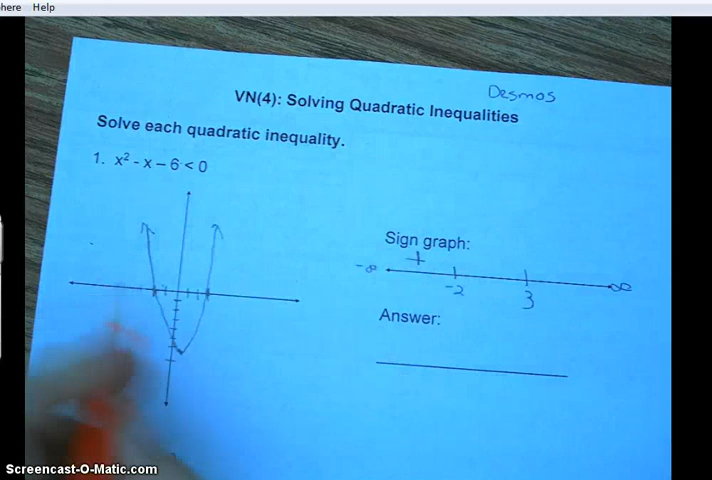 here Help
Desmos
VN(4): Solving Quadratic Inequalities
Solve each quadratic inequality.
1. x² - x – 6 < 0
Sign graph:
+
-∞ -2 3 ∞
Answer:
Screencast-O-Matic.com